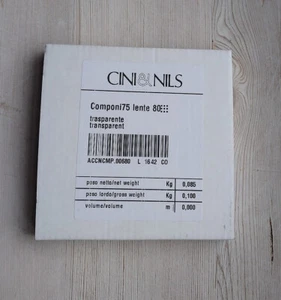 CINI&NILS
Componi75 lente 80
trasparente
transparent
ACCNCMP.00680 L 1642 CO
peso netto/net weight Kg 0,085
peso lordo/gross weight Kg 0,100
volume/volume m 0,000